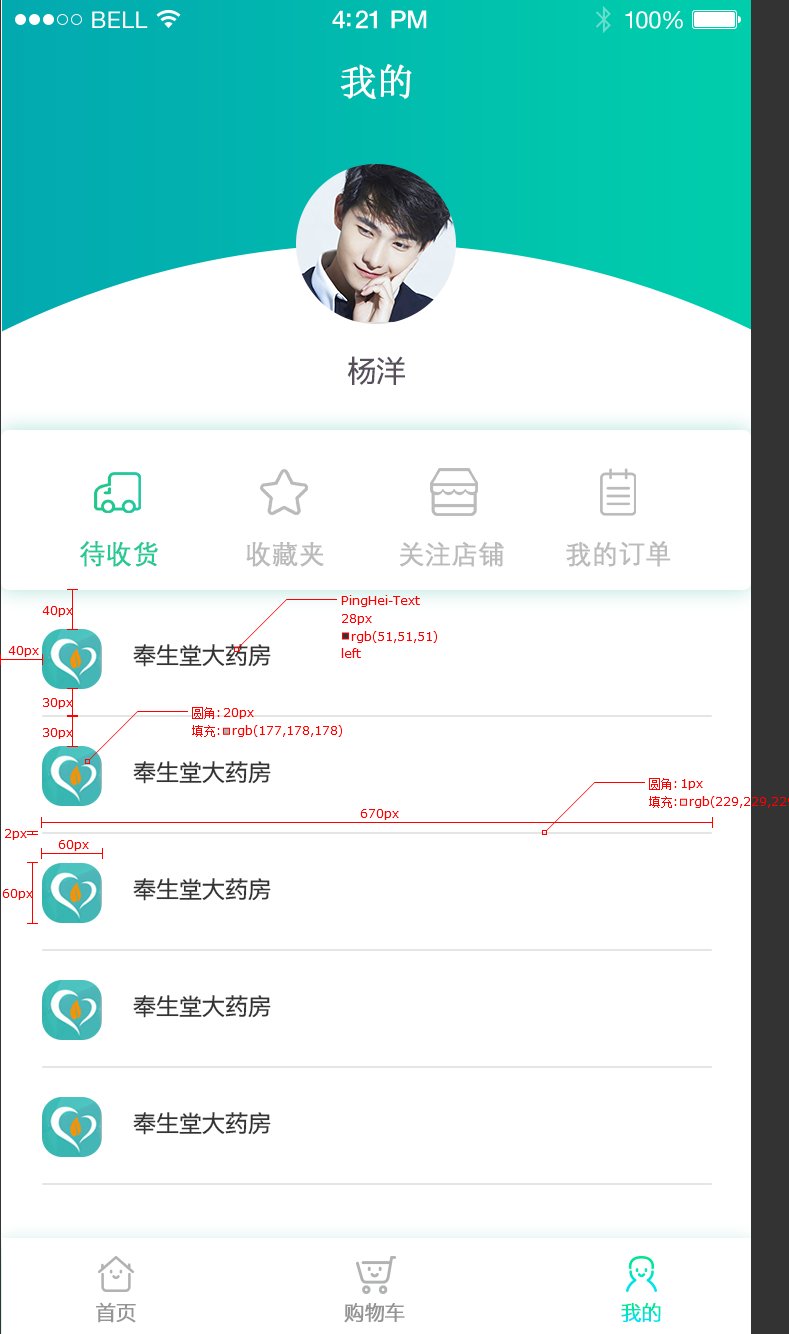 BELL 4:21 PM 100%
我的
杨洋
待收货 收藏夹 关注店铺 我的订单
40px
PingHei-Text
28px
rgb(51,51,51)
left
40px
奉生堂大药房
30px
圆角: 20px
填充: rgb(177,178,178)
30px
奉生堂大药房
圆角: 1px
填充: rgb(229,229,229
670px
2px
60px
60px
奉生堂大药房
奉生堂大药房
奉生堂大药房
首页 购物车 我的